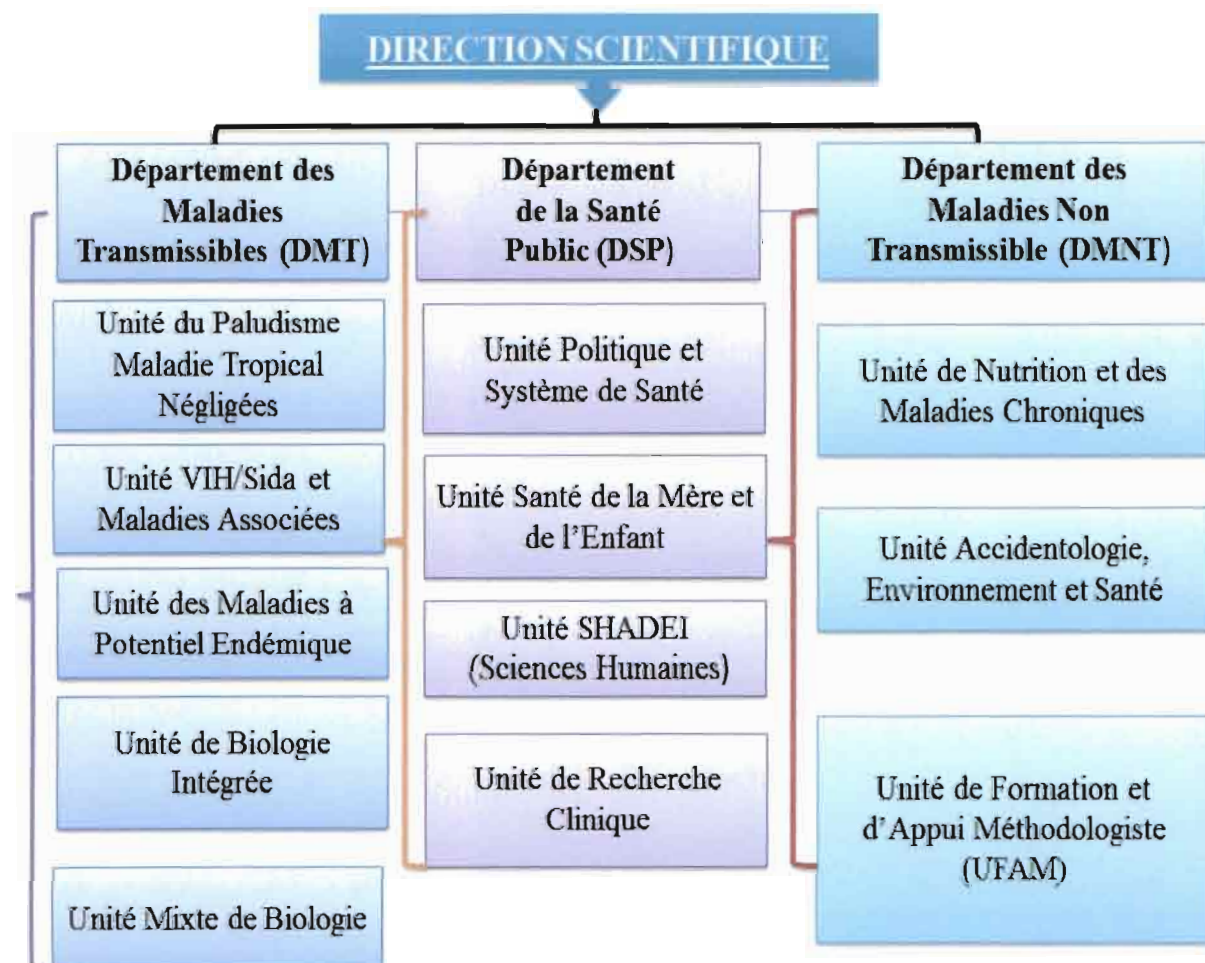 DIRECTION SCIENTIFIQUE
Département des
Maladies
Transmissibles (DMT)
Unité du Paludisme
Maladie Tropical
Négligées
Unité VIH/Sida et
Maladies Associées
Unité des Maladies à
Potentiel Endémique
Unité de Biologie
Intégrée
Unité Mixte de Biologie
Département
de la Santé
Public (DSP)
Unité Politique et
Système de Santé
Unité Santé de la Mère et
de l'Enfant
Unité SHADEI
(Sciences Humaines)
Unité de Recherche
Clinique
Département des
Maladies Non
Transmissible (DMNT)
Unité de Nutrition et des
Maladies Chroniques
Unité Accidentologie,
Environnement et Santé
Unité de Formation et
d'Appui Méthodologiste
(UFAM)